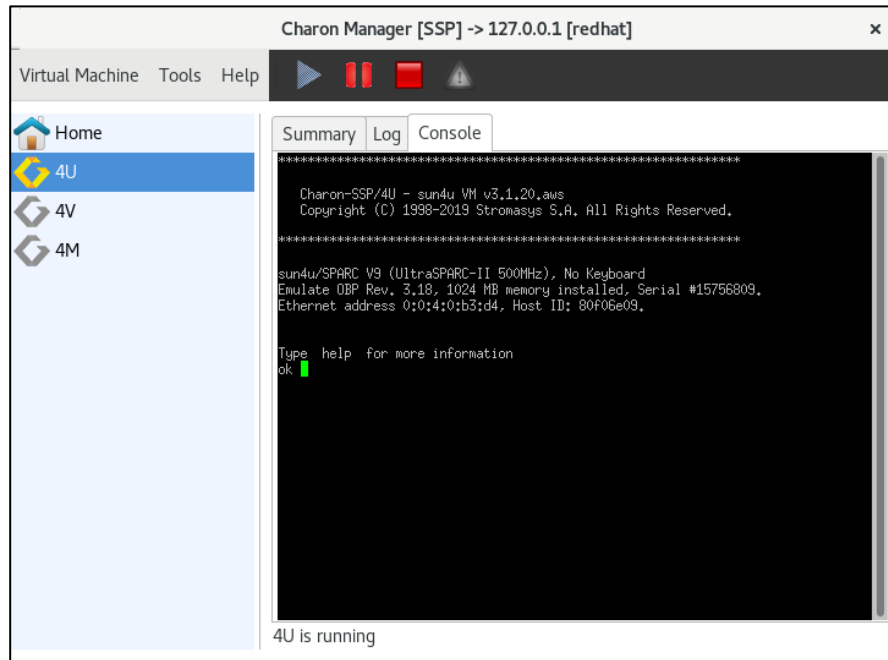 Charon Manager [SSP] -> 127.0.0.1 [redhat] ×
Virtual Machine Tools Help
Home
4U
4V
4M
Summary Log Console
****************************************************************
Charon-SSP/4U - sun4u VM v3.1.20.aws
Copyright (C) 1998-2019 Stromasys S.A. All Rights Reserved.
****************************************************************
sun4u/SPARC V9 (UltraSPARC-II 500MHz), No Keyboard
Emulate OBP Rev. 3.18, 1024 MB memory installed, Serial #15756809.
Ethernet address 0:0:4:0:b3:d4, Host ID: 80f06e09.
Type help for more information
ok
4U is running